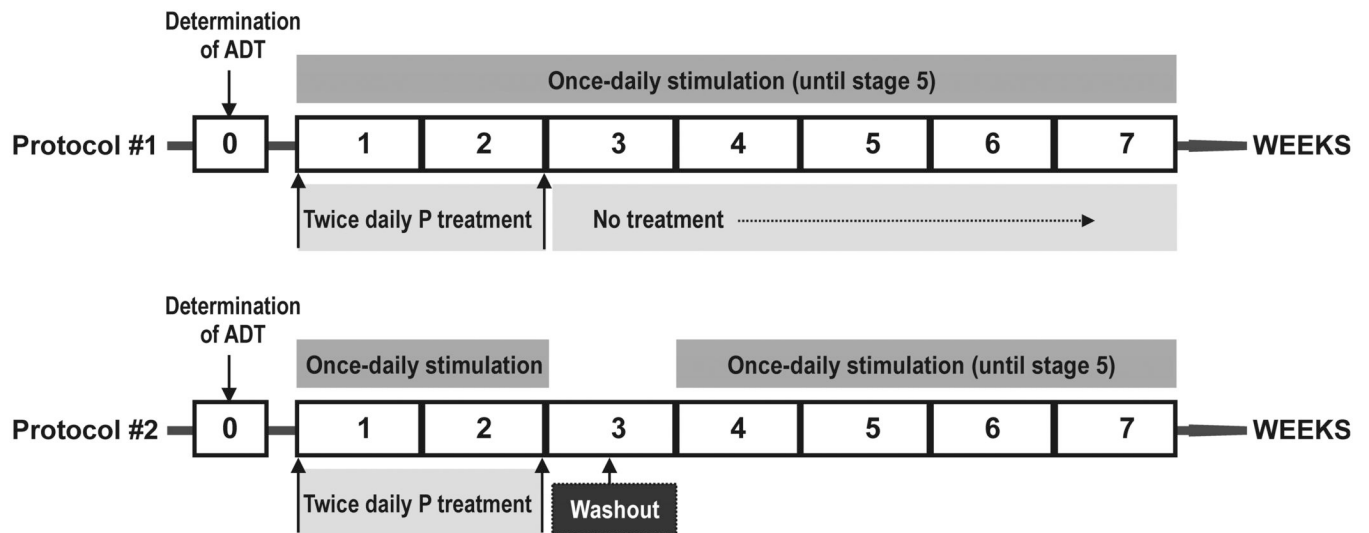 Determination
of ADT
Once-daily stimulation (until stage 5)
Protocol #1 0 1 2 3 4 5 6 7 WEEKS
Twice daily P treatment No treatment
Determination
of ADT
Once-daily stimulation Once-daily stimulation (until stage 5)
Protocol #2 0 1 2 3 4 5 6 7 WEEKS
Twice daily P treatment Washout